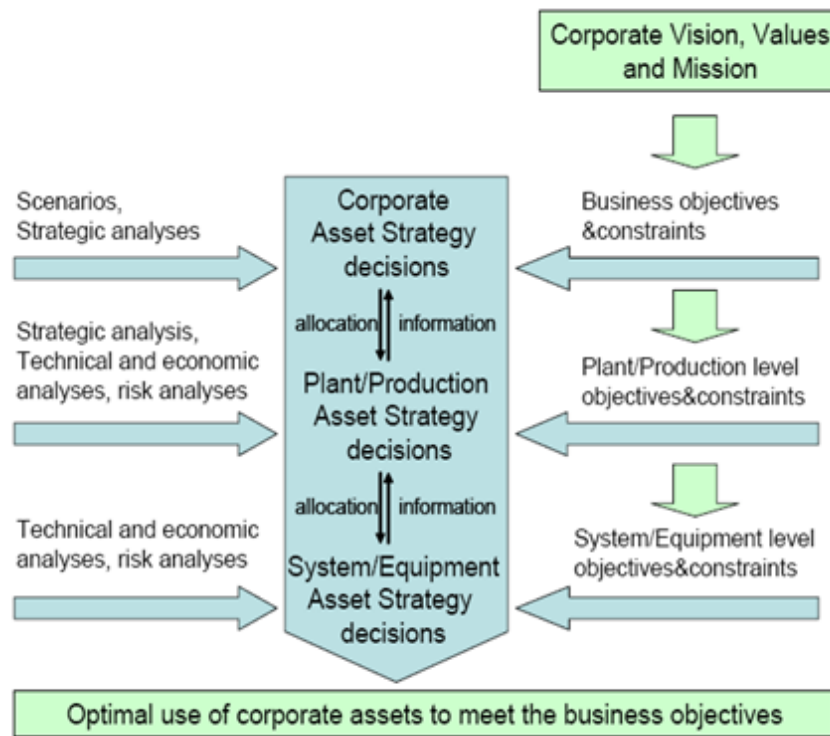 Corporate Vision, Values
and Mission
Scenarios,
Strategic analyses
Corporate
Asset Strategy
decisions
Business objectives
&constraints
allocation information
Strategic analysis,
Technical and economic
analyses, risk analyses
Plant/Production
Asset Strategy
decisions
Plant/Production level
objectives&constraints
allocation information
Technical and economic
analyses, risk analyses
System/Equipment
Asset Strategy
decisions
System/Equipment level
objectives&constraints
Optimal use of corporate assets to meet the business objectives